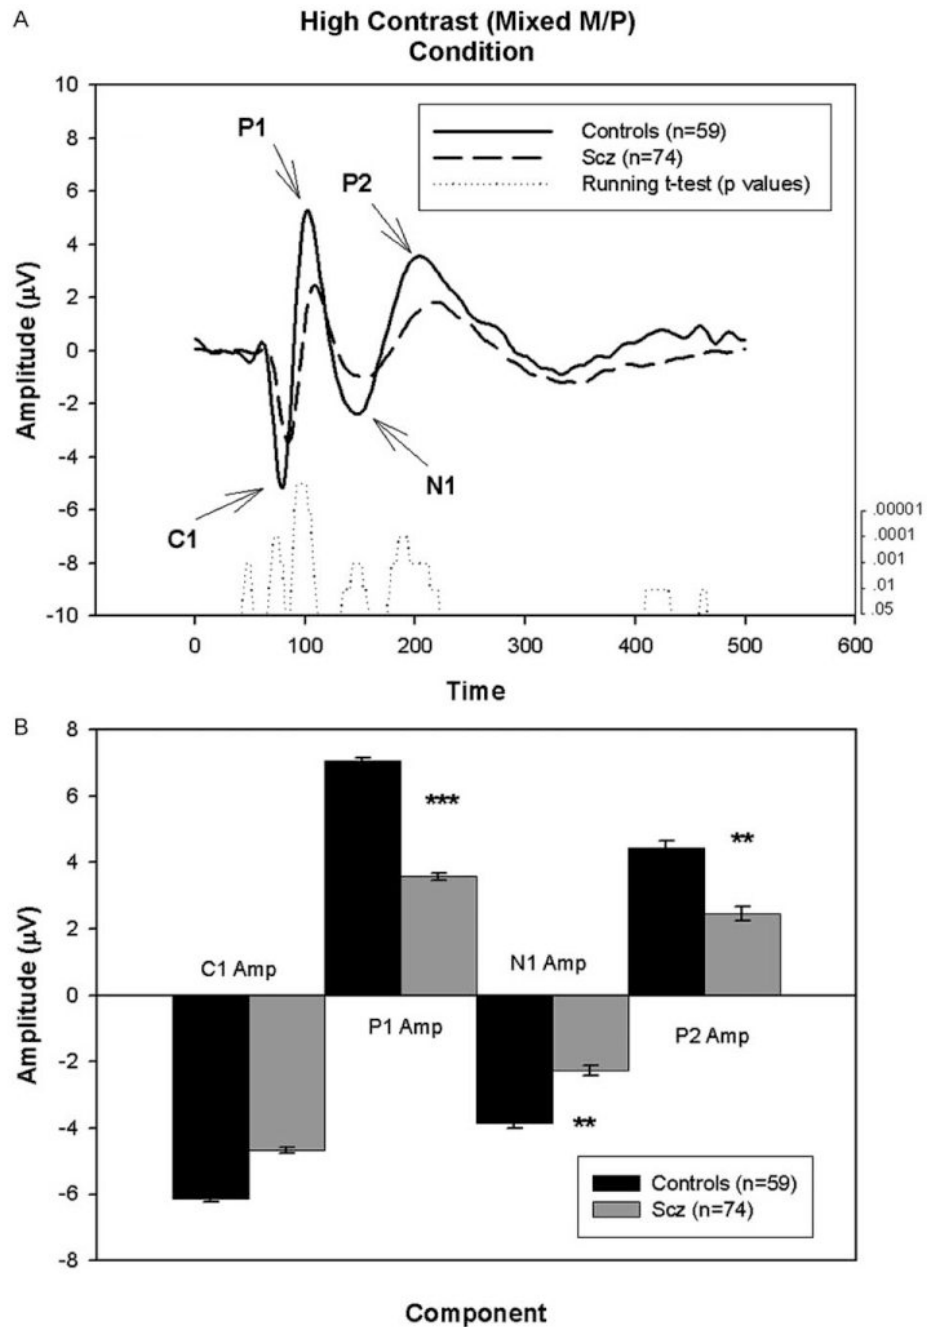 A
High Contrast (Mixed M/P)
Condition
10
8
6
4
2
0
-2
-4
-6
-8
-10
Amplitude (µV)
P1
P2
N1
C1
Controls (n=59)
Scz (n=74)
Running t-test (p values)
.00001
.0001
.001
.01
.05
0 100 200 300 400 500 600
Time
B
8
6
4
2
0
-2
-4
-6
-8
Amplitude (µV)
***
**
C1 Amp
N1 Amp
P1 Amp
P2 Amp
**
Controls (n=59)
Scz (n=74)
Component